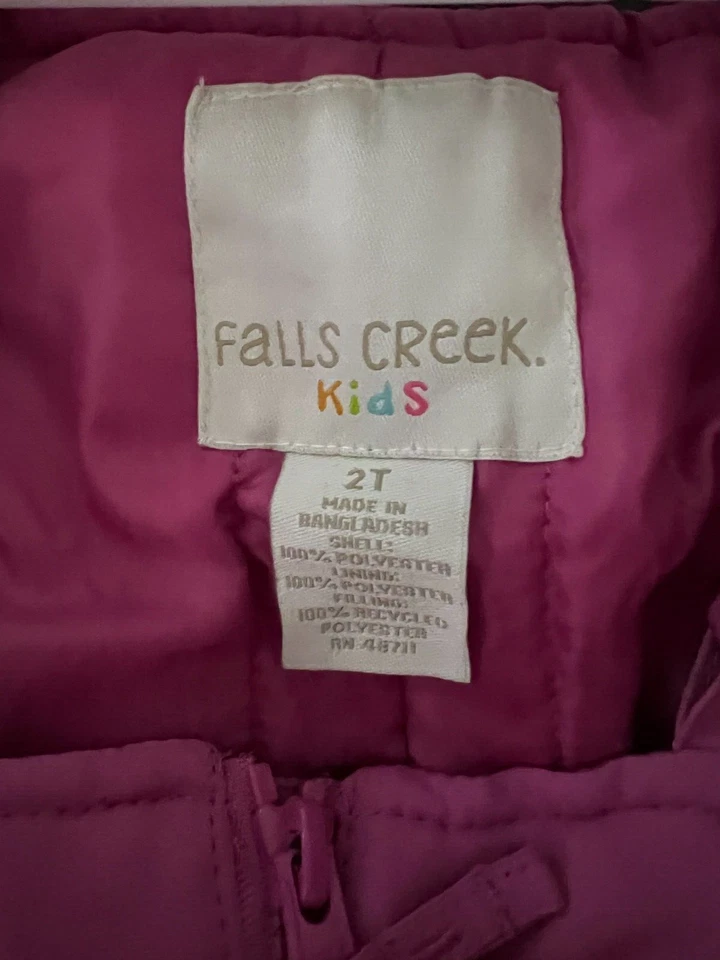 Falls Creek.
Kids
2T
MADE IN
BANGLADESH
SHELL:
100% POLYESTER
LINING:
100% POLYESTER
FILLING:
100% RECYCLED
POLYESTER
RN 48711